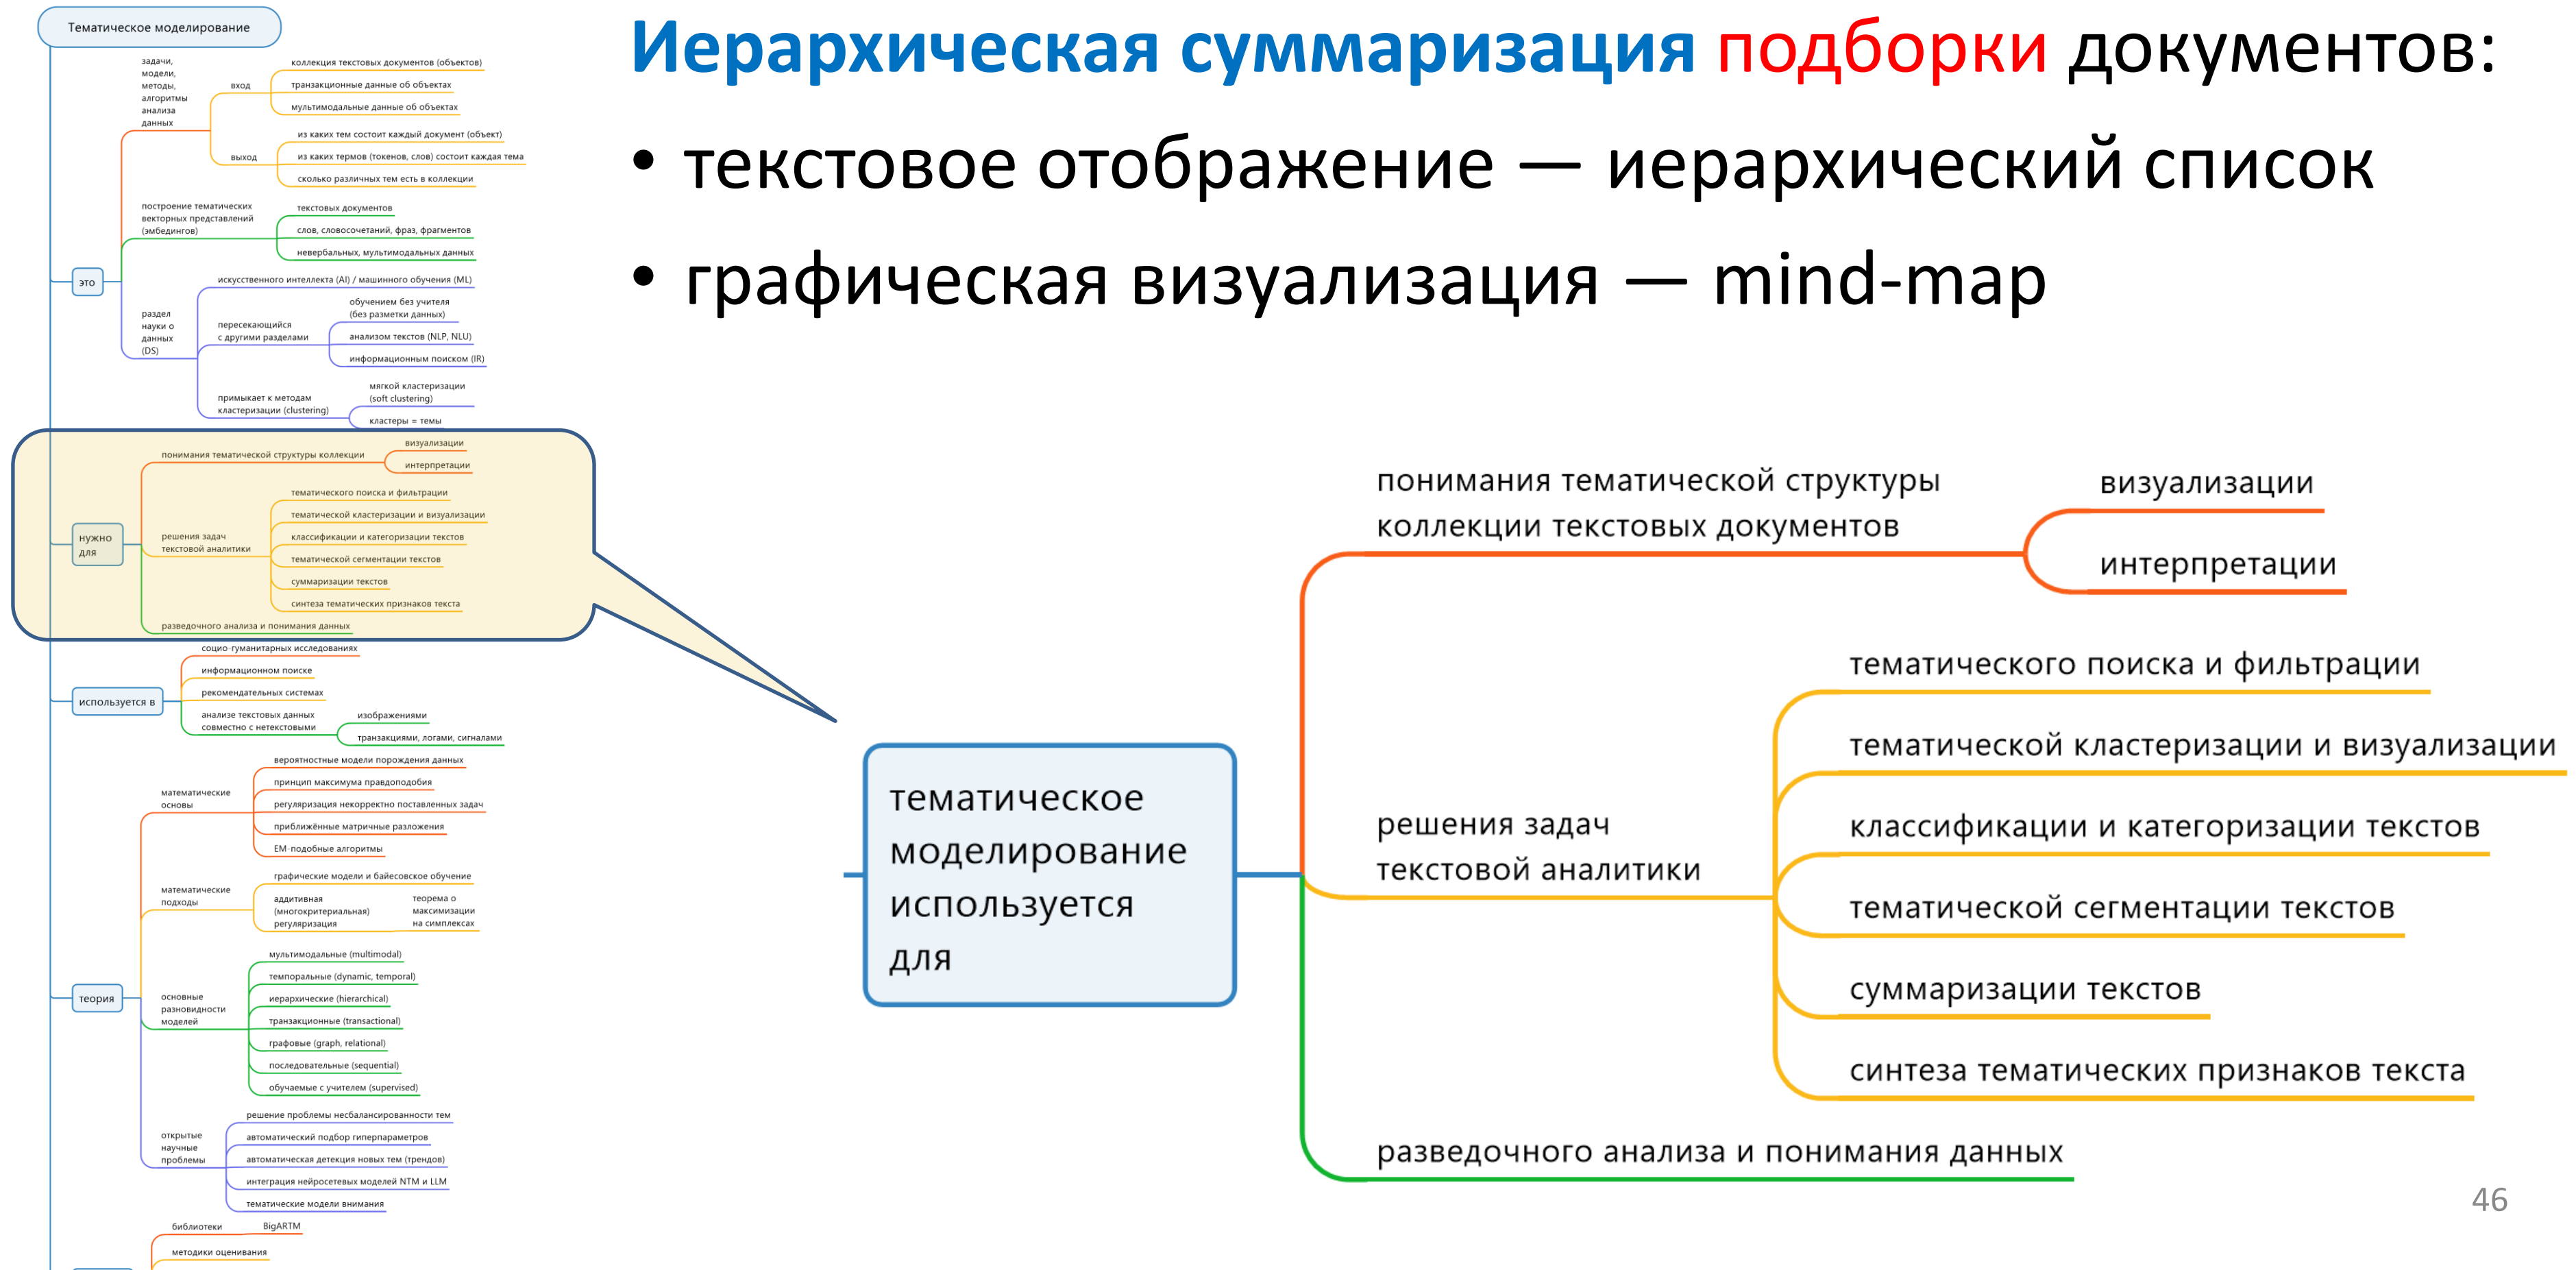 Иерархическая суммаризация подборки документов:
• текстовое отображение — иерархический список
• графическая визуализация — mind-map
Тематическое моделирование
это
задачи,
модели,
методы,
алгоритмы
анализа
данных
вход
коллекция текстовых документов (объектов)
транзакционные данные об объектах
мультимодальные данные об объектах
выход
из каких тем состоит каждый документ (объект)
из каких термов (токенов, слов) состоит каждая тема
сколько различных тем есть в коллекции
построение тематических
векторных представлений
(эмбедингов)
текстовых документов
слов, словосочетаний, фраз, фрагментов
невербальных, мультимодальных данных
раздел
науки о
данных
(DS)
искусственного интеллекта (AI) / машинного обучения (ML)
пересекающийся
с другими разделами
обучением без учителя
(без разметки данных)
анализом текстов (NLP, NLU)
информационным поиском (IR)
примыкает к методам
кластеризации (clustering)
мягкой кластеризации
(soft clustering)
кластеры = темы
нужно
для
понимания тематической структуры коллекции
визуализации
интерпретации
решения задач
текстовой аналитики
тематического поиска и фильтрации
тематической кластеризации и визуализации
классификации и категоризации текстов
тематической сегментации текстов
суммаризации текстов
синтеза тематических признаков текста
разведочного анализа и понимания данных
используется в
социо-гуманитарных исследованиях
информационном поиске
рекомендательных системах
анализе текстовых данных
совместно с нетекстовыми
изображениями
транзакциями, логами, сигналами
теория
математические
основы
вероятностные модели порождения данных
принцип максимума правдоподобия
регуляризация некорректно поставленных задач
приближённые матричные разложения
EM-подобные алгоритмы
математические
подходы
графические модели и байесовское обучение
аддитивная
(многокритериальная)
регуляризация
теорема о
максимизации
на симплексах
основные
разновидности
моделей
мультимодальные (multimodal)
темпоральные (dynamic, temporal)
иерархические (hierarchical)
транзакционные (transactional)
графовые (graph, relational)
последовательные (sequential)
обучаемые с учителем (supervised)
открытые
научные
проблемы
решение проблемы несбалансированности тем
автоматический подбор гиперпараметров
автоматическая детекция новых тем (трендов)
интеграция нейросетевых моделей NTM и LLM
тематические модели внимания
библиотеки
BigARTM
методики оценивания
тематическое
моделирование
используется
для
понимания тематической структуры
коллекции текстовых документов
визуализации
интерпретации
решения задач
текстовой аналитики
тематического поиска и фильтрации
тематической кластеризации и визуализации
классификации и категоризации текстов
тематической сегментации текстов
суммаризации текстов
синтеза тематических признаков текста
разведочного анализа и понимания данных
46